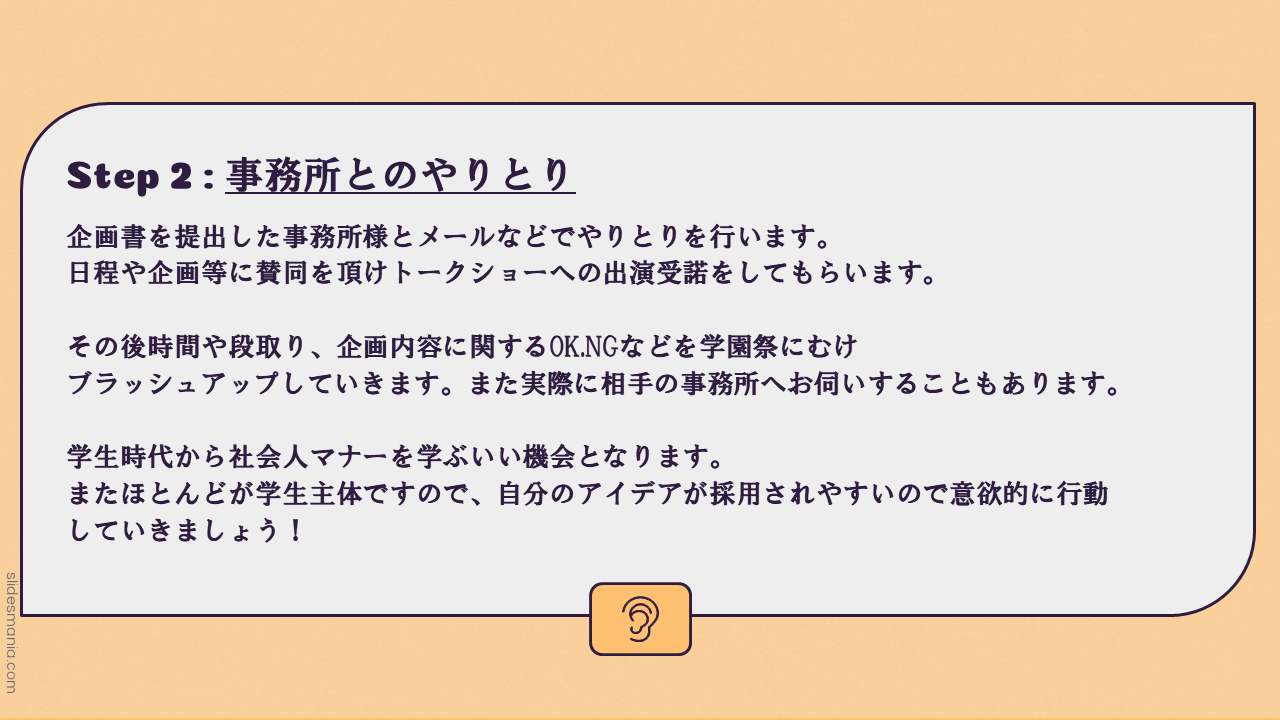 Step 2 : 事務所とのやりとり
企画書を提出した事務所様とメールなどでやりとりを行います。
日程や企画等に賛同を頂けトークショーへの出演受諾をしてもらいます。
その後時間や段取り、企画内容に関するOK.NGなどを学園祭にむけ
ブラッシュアップしていきます。また実際に相手の事務所へお伺いすることもあります。
学生時代から社会人マナーを学ぶいい機会となります。
またほとんどが学生主体ですので、自分のアイデアが採用されやすいので意欲的に行動
していきましょう！
slidesmania.com